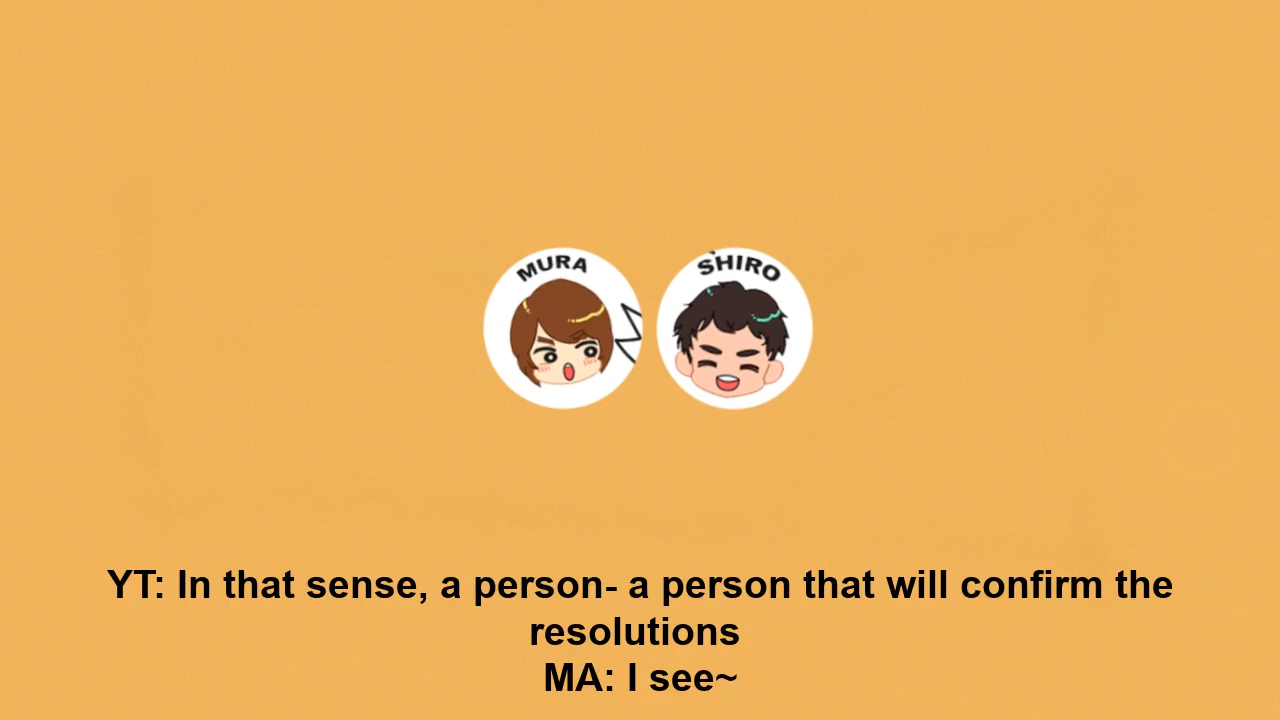 MURA
SHIRO
YT: In that sense, a person- a person that will confirm the
resolutions
MA: I see~